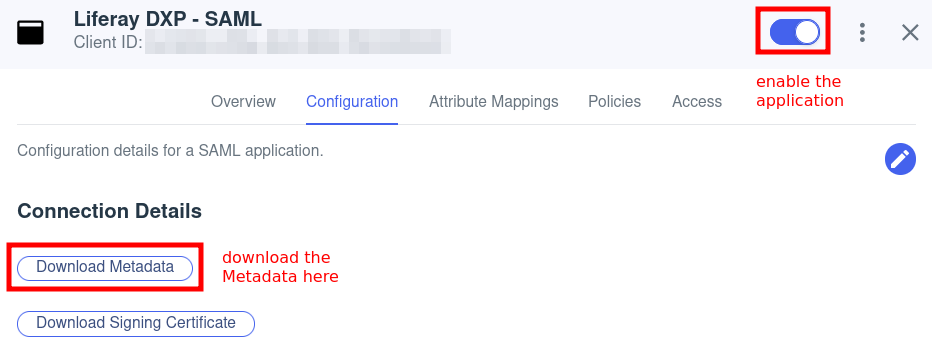 Liferay DXP - SAML
Client ID:
enable the
application
Overview Configuration Attribute Mappings Policies Access
Configuration details for a SAML application.
Connection Details
Download Metadata
download the
Metadata here
Download Signing Certificate